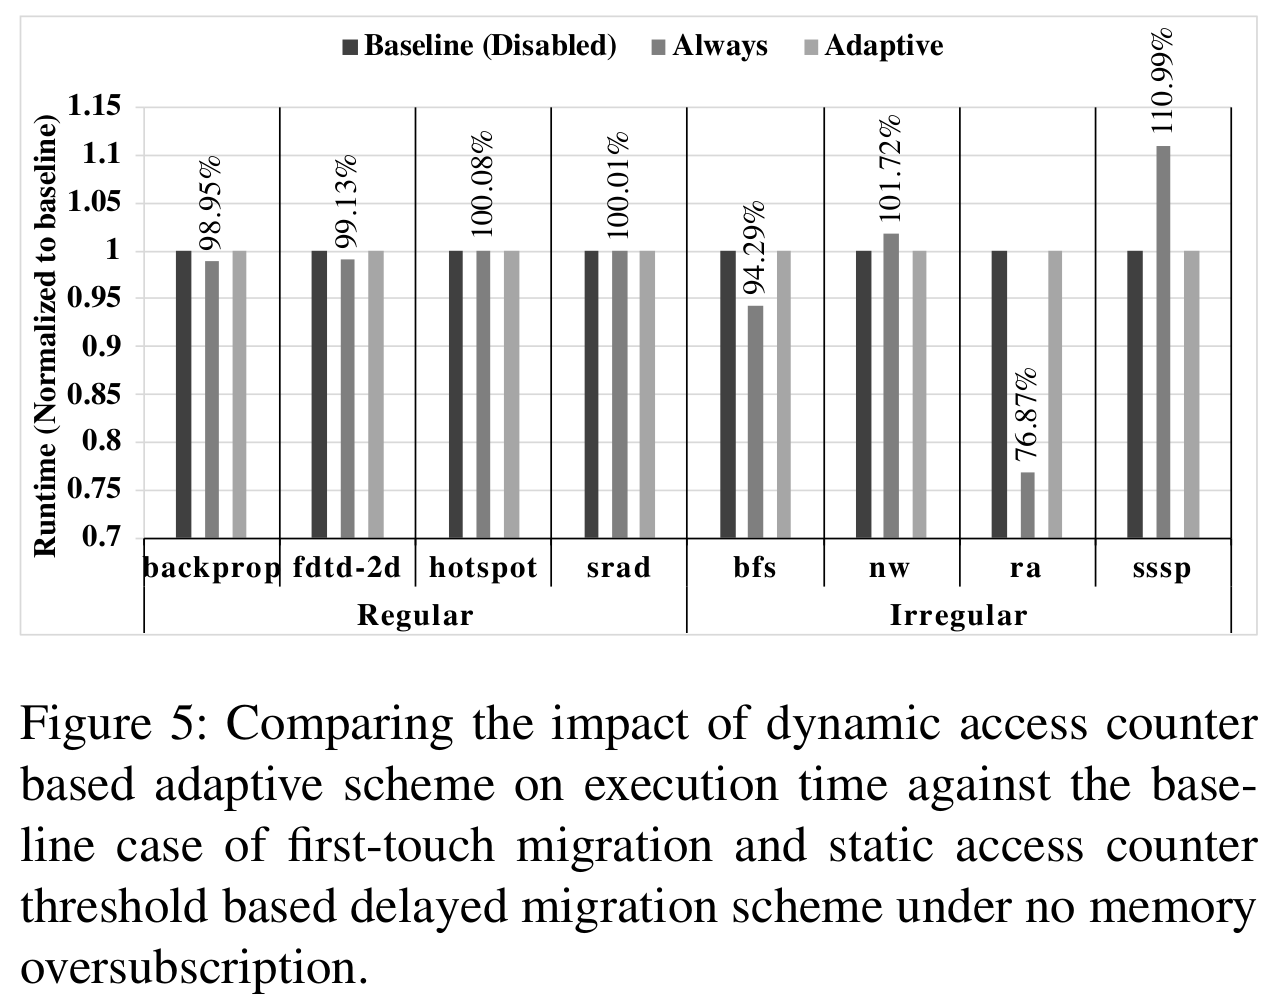 Baseline (Disabled) Always Adaptive
Runtime (Normalized to baseline)
1.15
1.1
1.05
1
0.95
0.9
0.85
0.8
0.75
0.7
98.95%
99.13%
100.08%
100.01%
94.29%
101.72%
76.87%
110.99%
backprop fdtd-2d hotspot srad bfs nw ra sssp
Regular Irregular
Figure 5: Comparing the impact of dynamic access counter
based adaptive scheme on execution time against the base-
line case of first-touch migration and static access counter
threshold based delayed migration scheme under no memory
oversubscription.